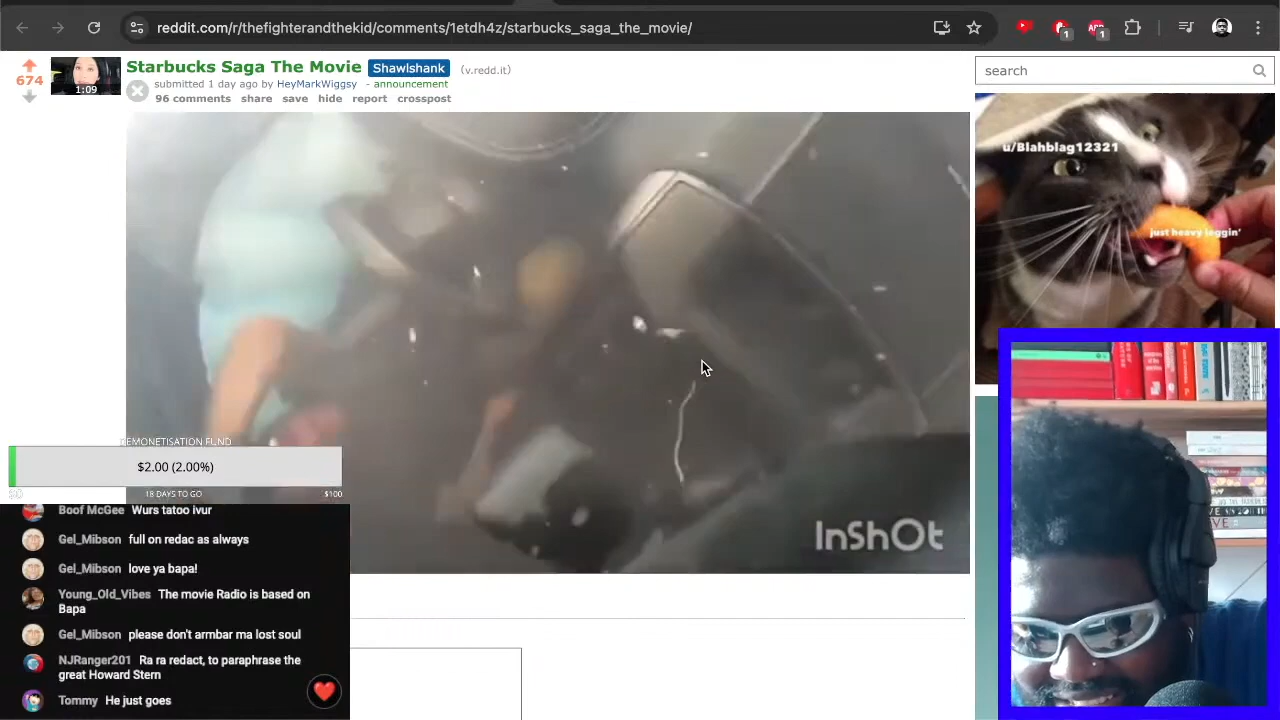 reddit.com/r/thefighterandthekid/comments/1etdh4z/starbucks_saga_the_movie/
1
1
674
1:09
Starbucks Saga The Movie Shawlshank (v.redd.it)
submitted 1 day ago by HeyMarkWiggsy - announcement
96 comments share save hide report crosspost
search
u/Blahblag12321
just heavy leggin'
InShOt
DEMONETISATION FUND
$2.00 (2.00%)
18 DAYS TO GO
$100
Boof McGee Wurs tatoo ivur
Gel_Mibson full on redac as always
Gel_Mibson love ya bapa!
Young_Old_Vibes The movie Radio is based on
Bapa
Gel_Mibson please don't armbar ma lost soul
NJRanger201 Ra ra redact, to paraphrase the
great Howard Stern
Tommy He just goes